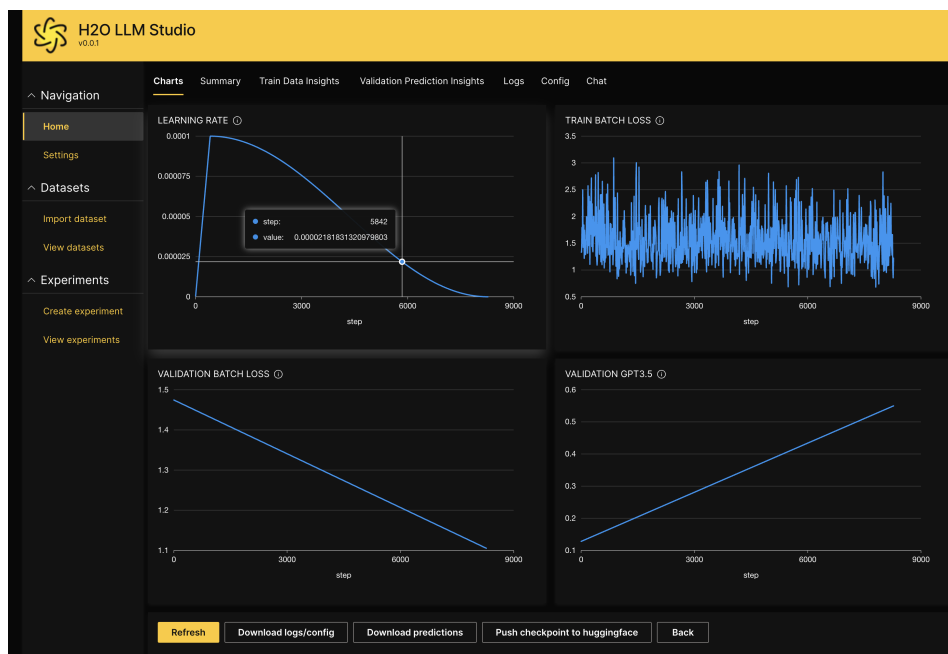 H2O LLM Studio
v0.0.1
Navigation
Home
Settings
Datasets
Import dataset
View datasets
Experiments
Create experiment
View experiments
Charts Summary Train Data Insights Validation Prediction Insights Logs Config Chat
LEARNING RATE
0.0001
0.000075
0.00005
0.000025
0
0 3000 6000 9000
step
step: 5842
value: 0.00002181831320979803
TRAIN BATCH LOSS
3.5
3
2.5
2
1.5
1
0.5
0 3000 6000 9000
step
VALIDATION BATCH LOSS
1.5
1.4
1.3
1.2
1.1
0 3000 6000 9000
step
VALIDATION GPT3.5
0.6
0.5
0.4
0.3
0.2
0.1
0 3000 6000 9000
step
Refresh Download logs/config Download predictions Push checkpoint to huggingface Back